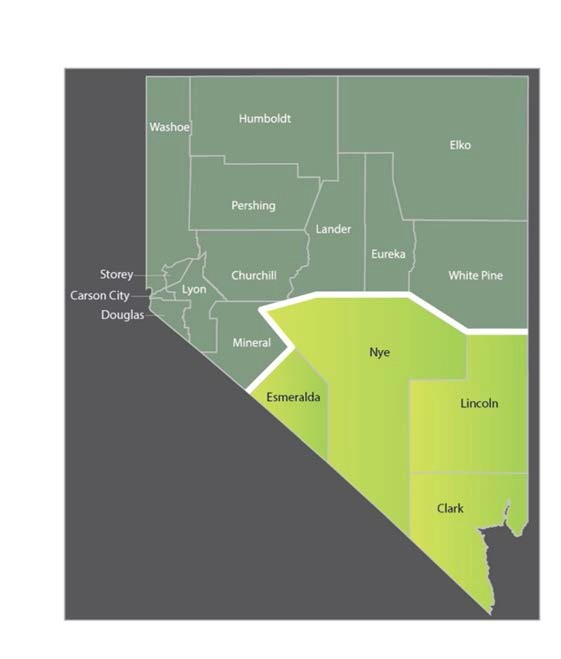 Humboldt
Washoe
Elko
Pershing
Lander
Eureka
Storey
Churchill
White Pine
Lyon
Carson City
Douglas
Mineral
Nye
Esmeralda
Lincoln
Clark